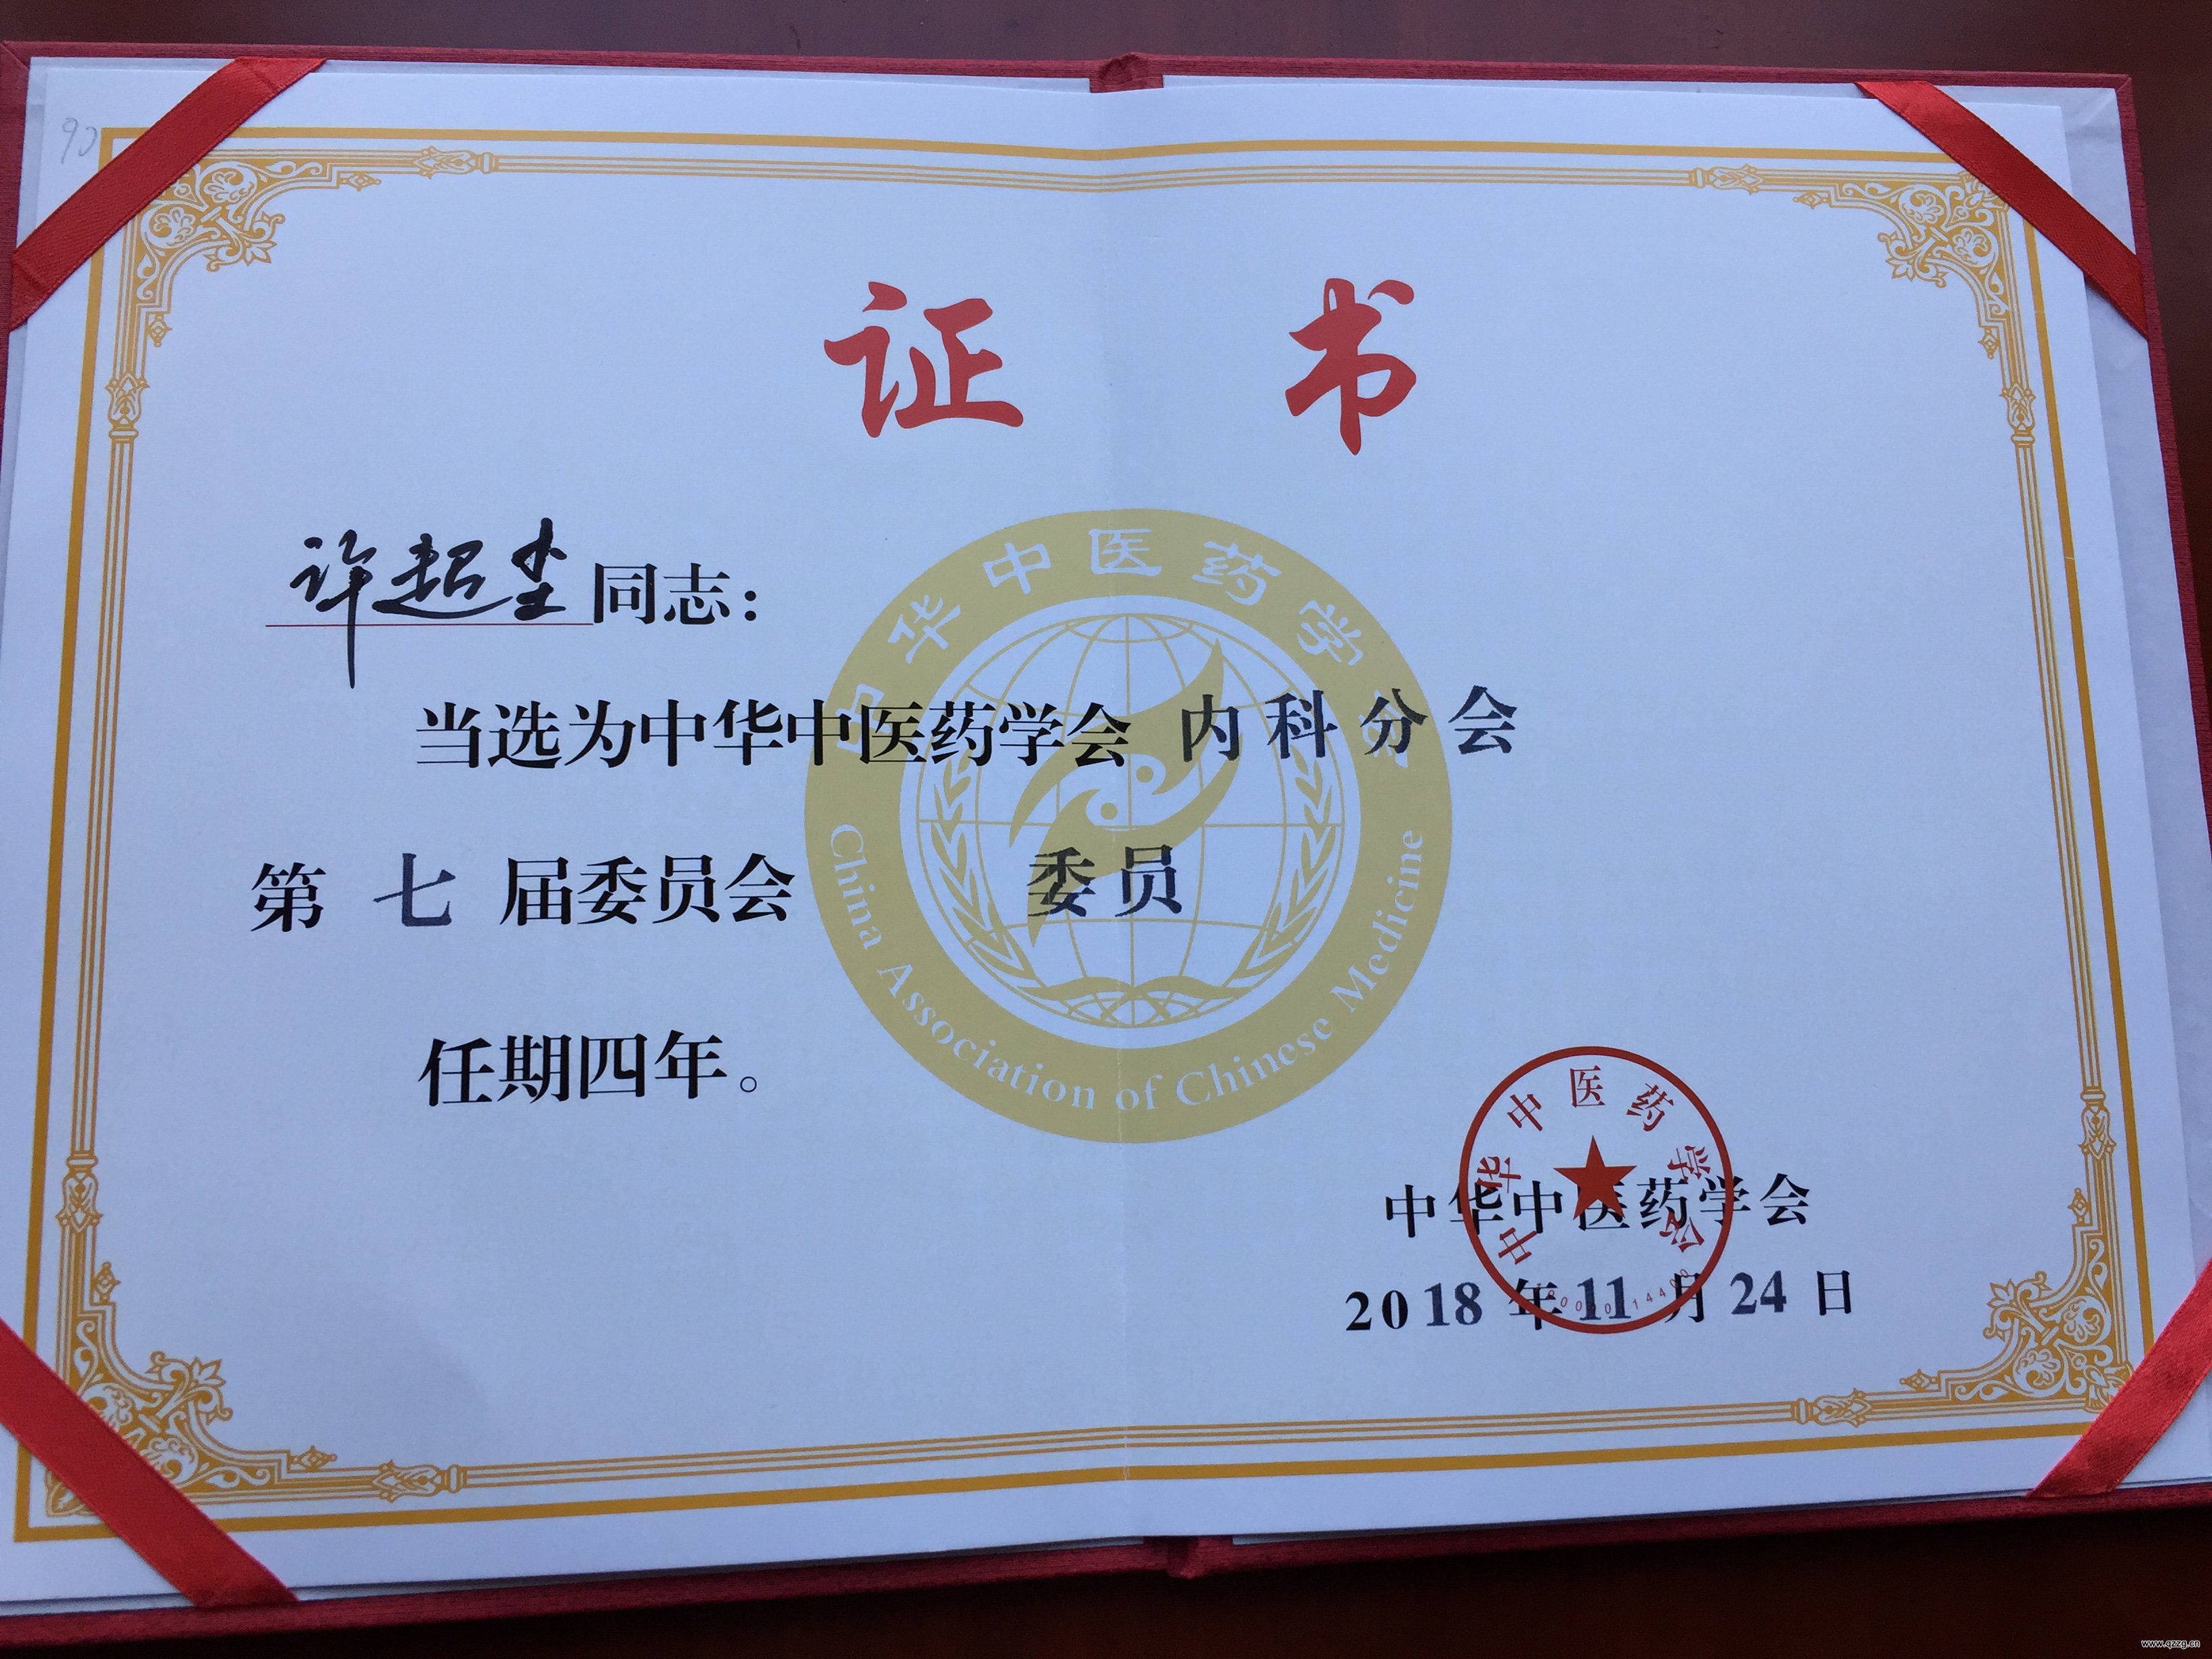 90
证 书
许超尘同志：
当选为中华中医药学会 内科分会
第 七 届委员会 委员
任期四年。
中华中医药学会
China Association of Chinese Medicine
中华中医药学会
中华中医药学会
2018 年 11 月 24 日
www.qzzg.cn